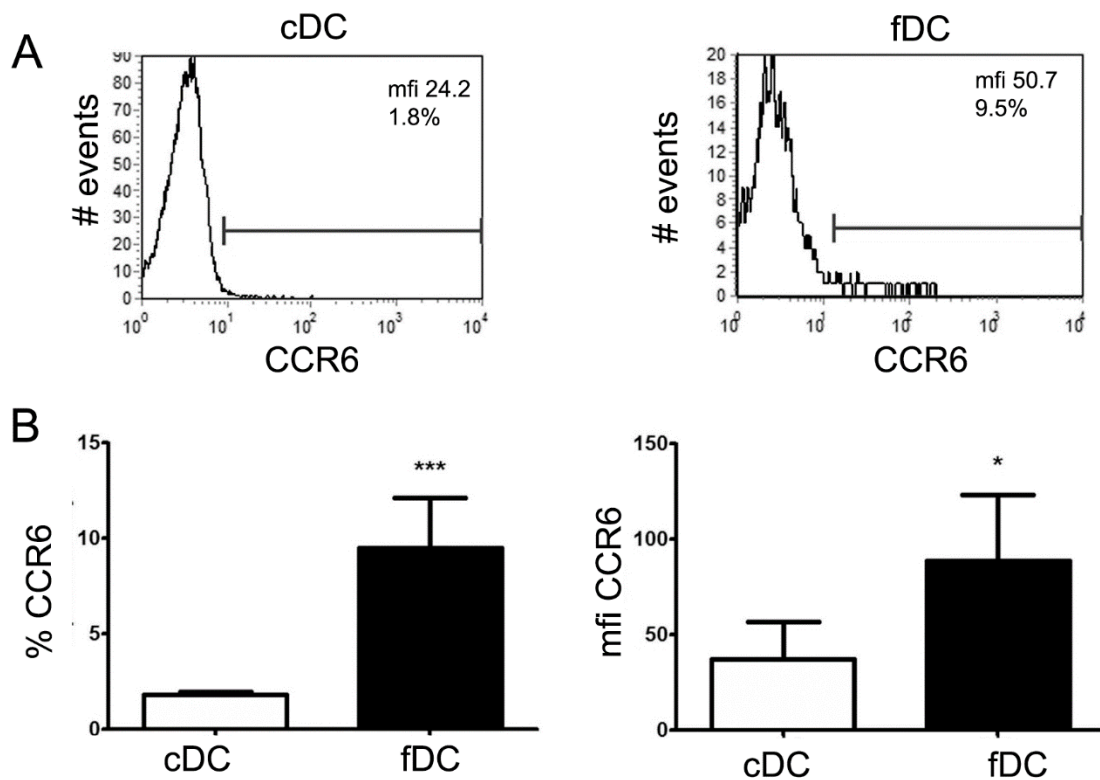 A
cDC
fDC
# events
90
80
70
60
50
40
30
20
10
0
mfi 24.2
1.8%
10^0 10^1 10^2 10^3 10^4
CCR6
# events
20
18
16
14
12
10
8
6
4
2
0
mfi 50.7
9.5%
10^0 10^1 10^2 10^3 10^4
CCR6
B
% CCR6
15
10
5
0
***
cDC fDC
mfi CCR6
150
100
50
0
*
cDC fDC